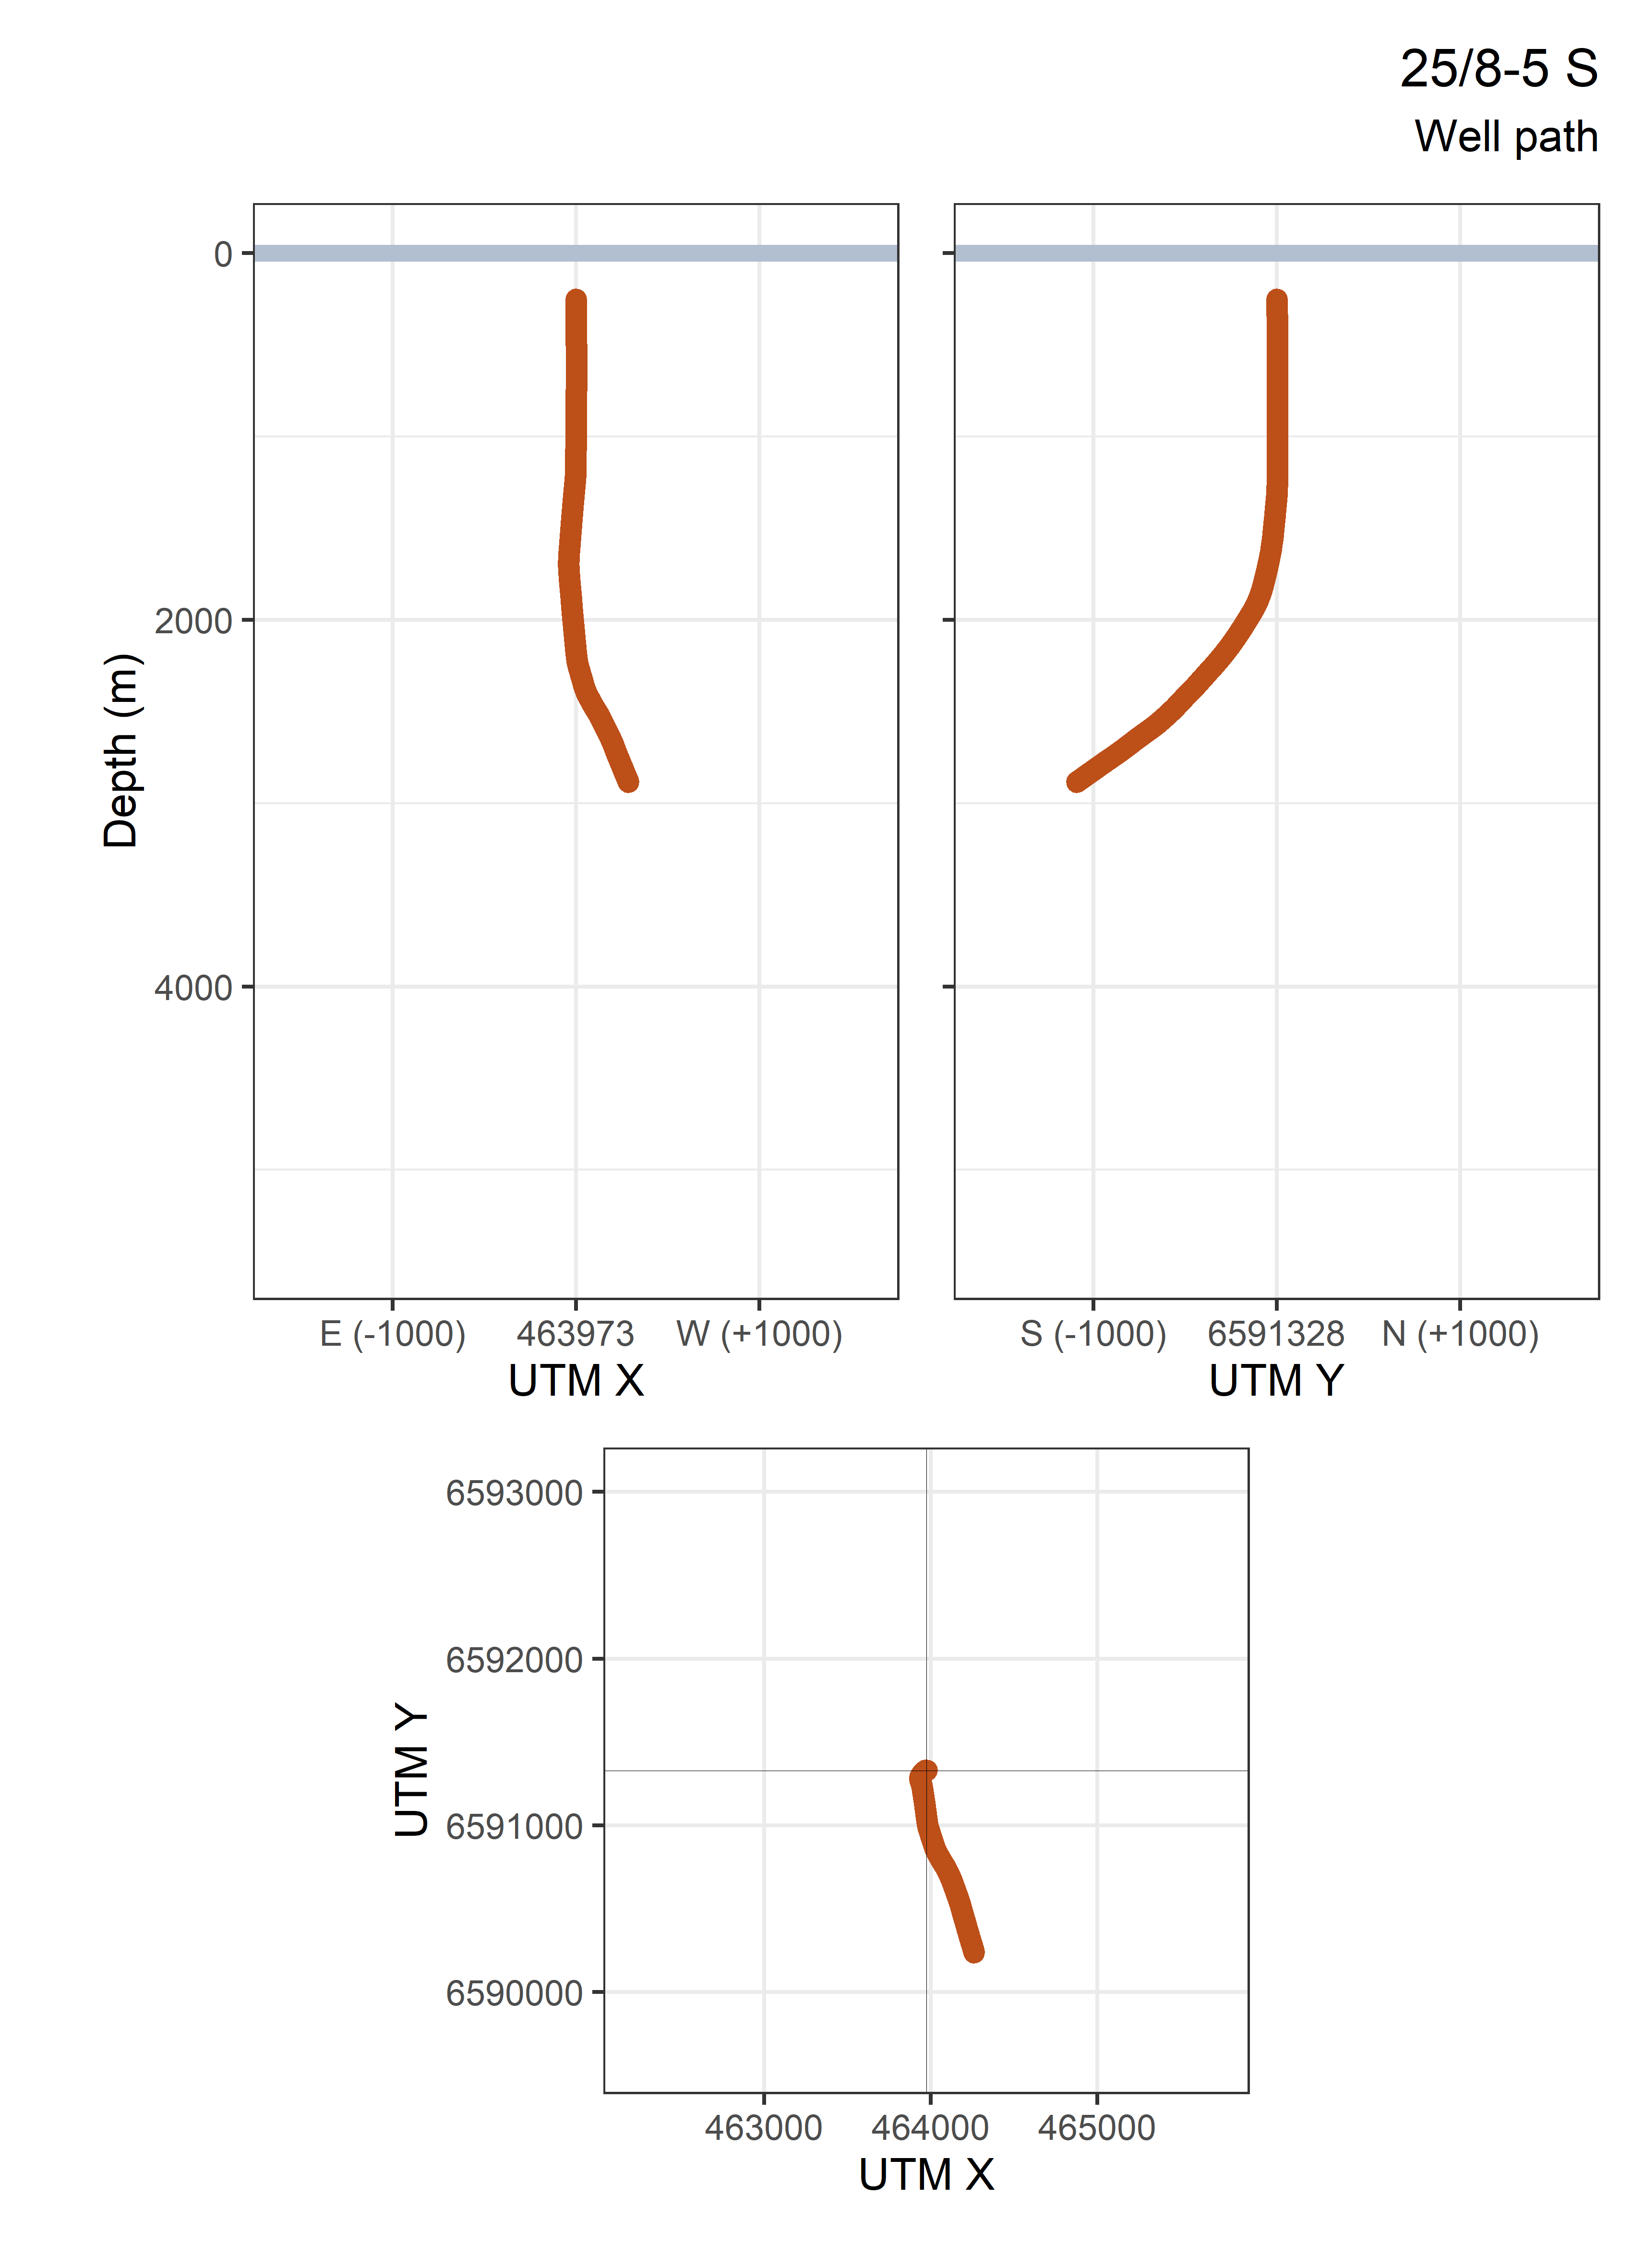 25/8-5 S
Well path
0
2000
4000
Depth (m)
E (-1000) 463973 W (+1000)
UTM X
S (-1000) 6591328 N (+1000)
UTM Y
6593000
6592000
6591000
6590000
UTM Y
463000 464000 465000
UTM X